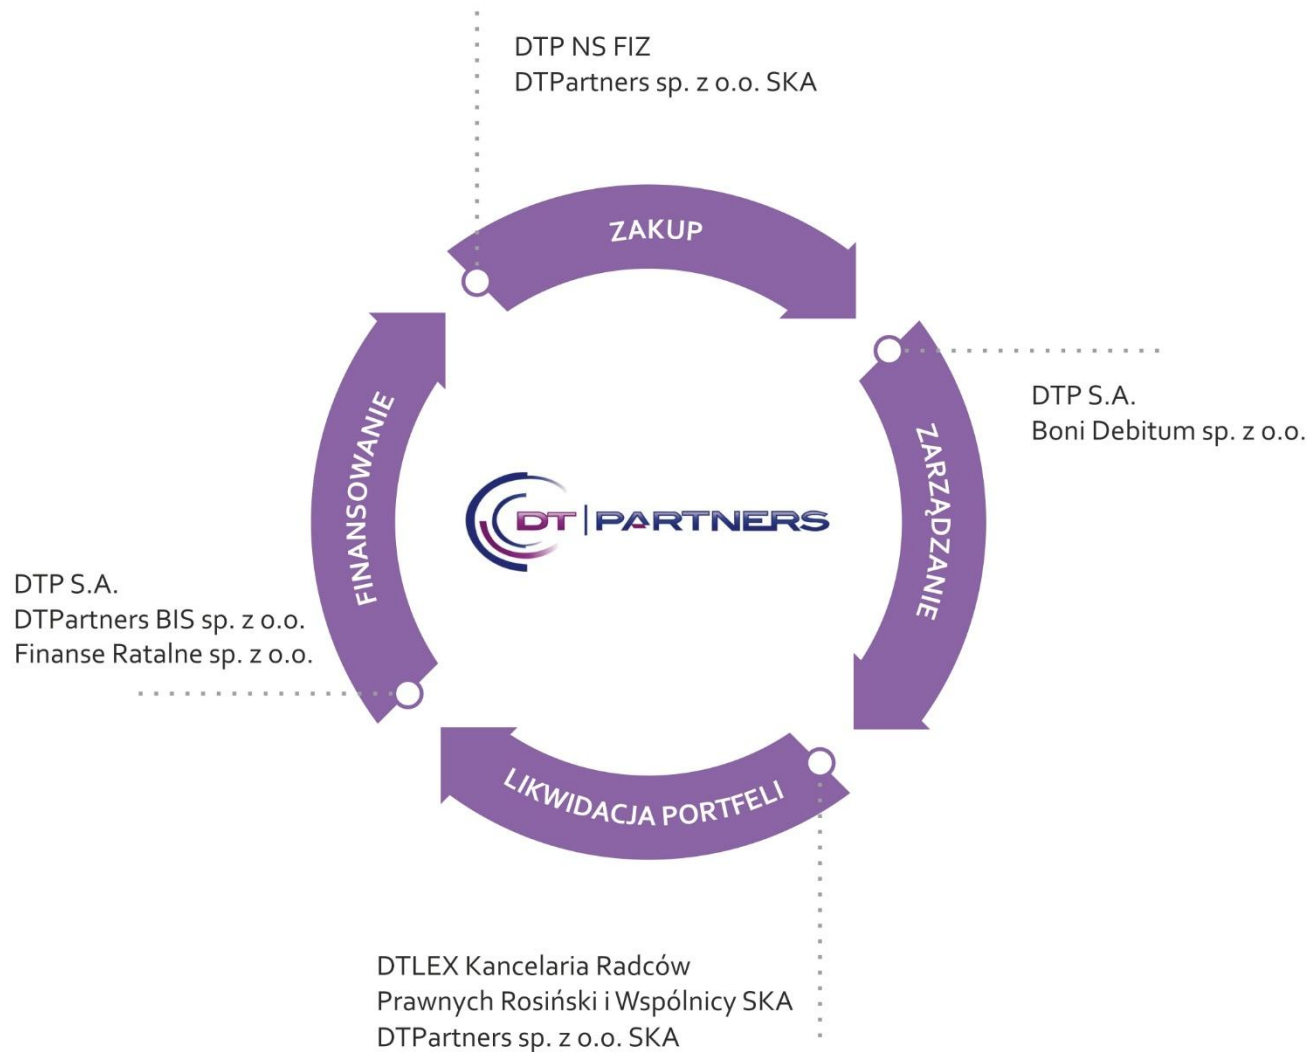 DTP NS FIZ
DTPartners sp. z o.o. SKA
ZAKUP
DTP S.A.
Boni Debitum sp. z o.o.
ZARZĄDZANIE
FINANSOWANIE
DT|PARTNERS
DTP S.A.
DTPartners BIS sp. z o.o.
Finanse Ratalne sp. z o.o.
LIKWIDACJA PORTFELI
DTLEX Kancelaria Radców
Prawnych Rosiński i Wspólnicy SKA
DTPartners sp. z o.o. SKA